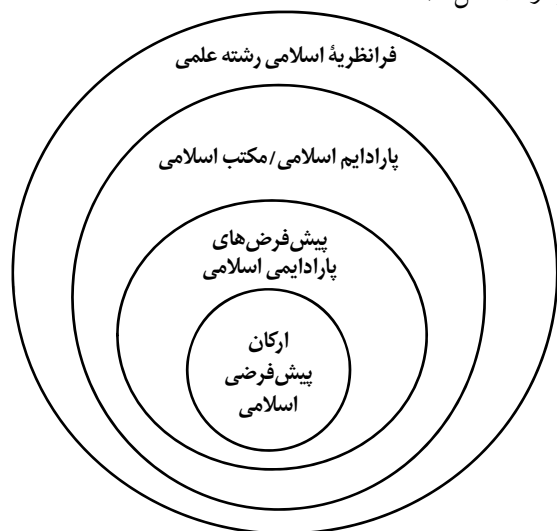 فرانظریهٔ اسلامی رشته علمی
پارادایم اسلامی/مکتب اسلامی
پیش‌فرض‌های
پارادایمی اسلامی
ارکان
پیش‌فرضی
اسلامی